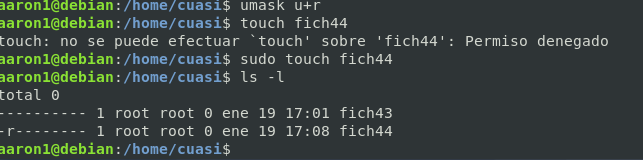 aaron1@debian:/home/cuasi$ umask u+r
aaron1@debian:/home/cuasi$ touch fich44
touch: no se puede efectuar `touch' sobre 'fich44': Permiso denegado
aaron1@debian:/home/cuasi$ sudo touch fich44
aaron1@debian:/home/cuasi$ ls -l
total 0
---------- 1 root root 0 ene 19 17:01 fich43
-r-------- 1 root root 0 ene 19 17:08 fich44
aaron1@debian:/home/cuasi$